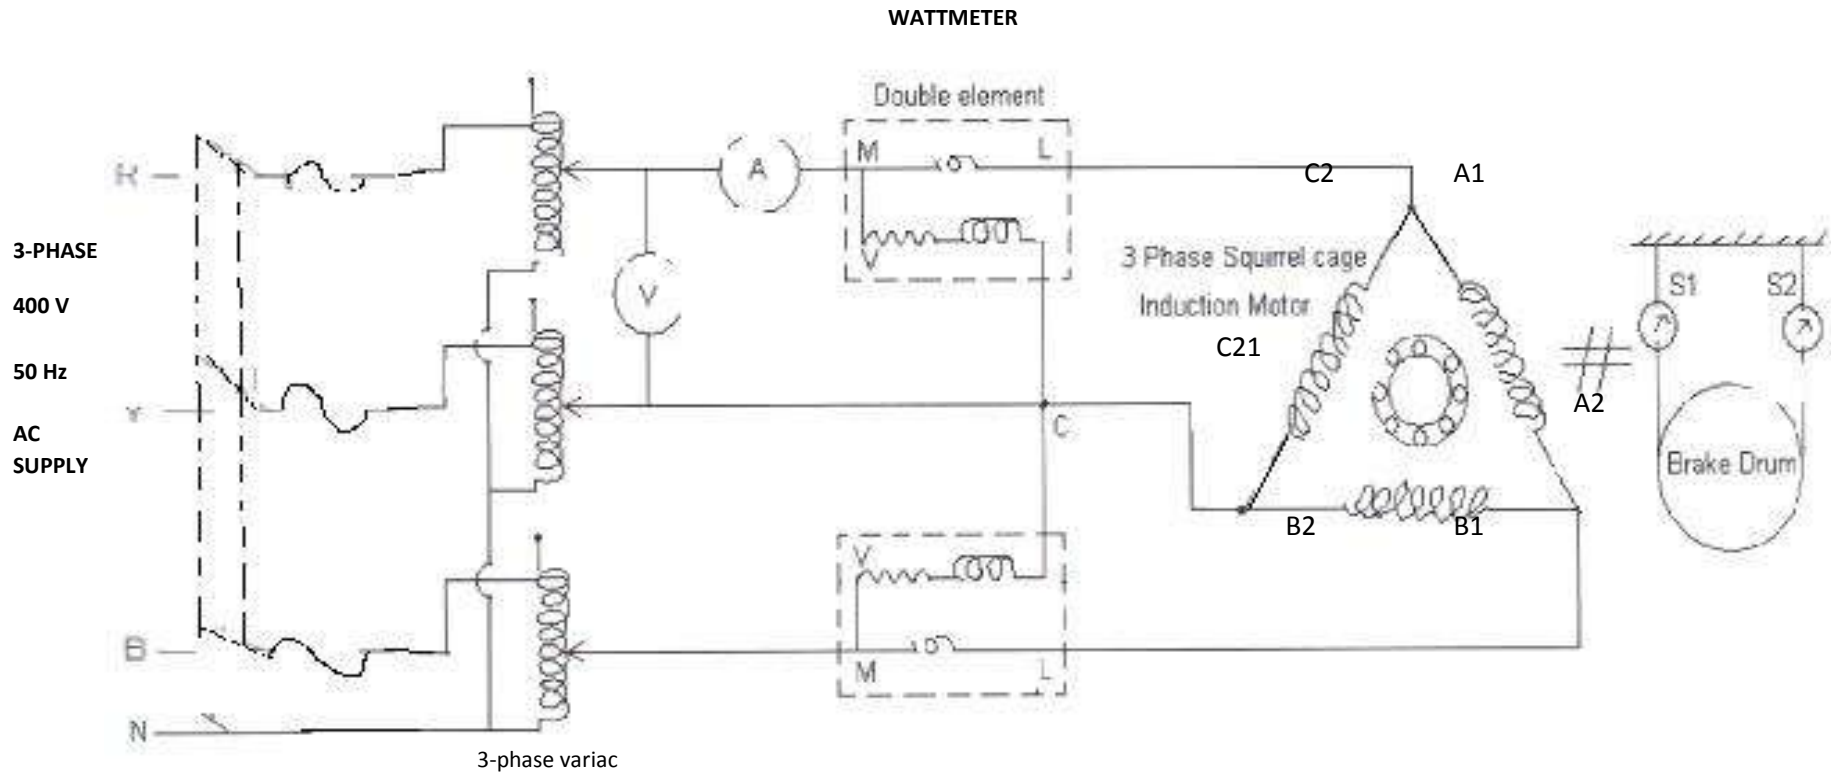 WATTMETER
Double element
M
L
R
A
C2
A1
V
3-PHASE
400 V
50 Hz
AC
SUPPLY
V
3 Phase Squirrel cage
Induction Motor
C21
S1
S2
A2
Y
C
Brake Drum
B2
B1
V
B
M
L
N
3-phase variac